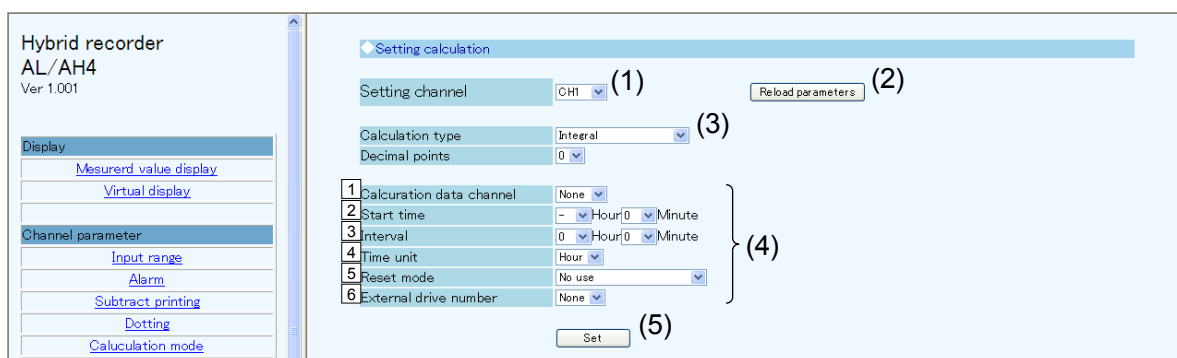 Hybrid recorder
AL/AH4
Ver 1.001
Display
Mesurerd value display
Virtual display
Channel parameter
Input range
Alarm
Subtract printing
Dotting
Caluculation mode
Setting calculation
Setting channel CH1 (1) Reload parameters (2)
Calculation type Integral (3)
Decimal points 0
1 Calcuration data channel None
2 Start time - Hour 0 Minute
3 Interval 0 Hour 0 Minute
4 Time unit Hour (4)
5 Reset mode No use
6 External drive number None
Set (5)